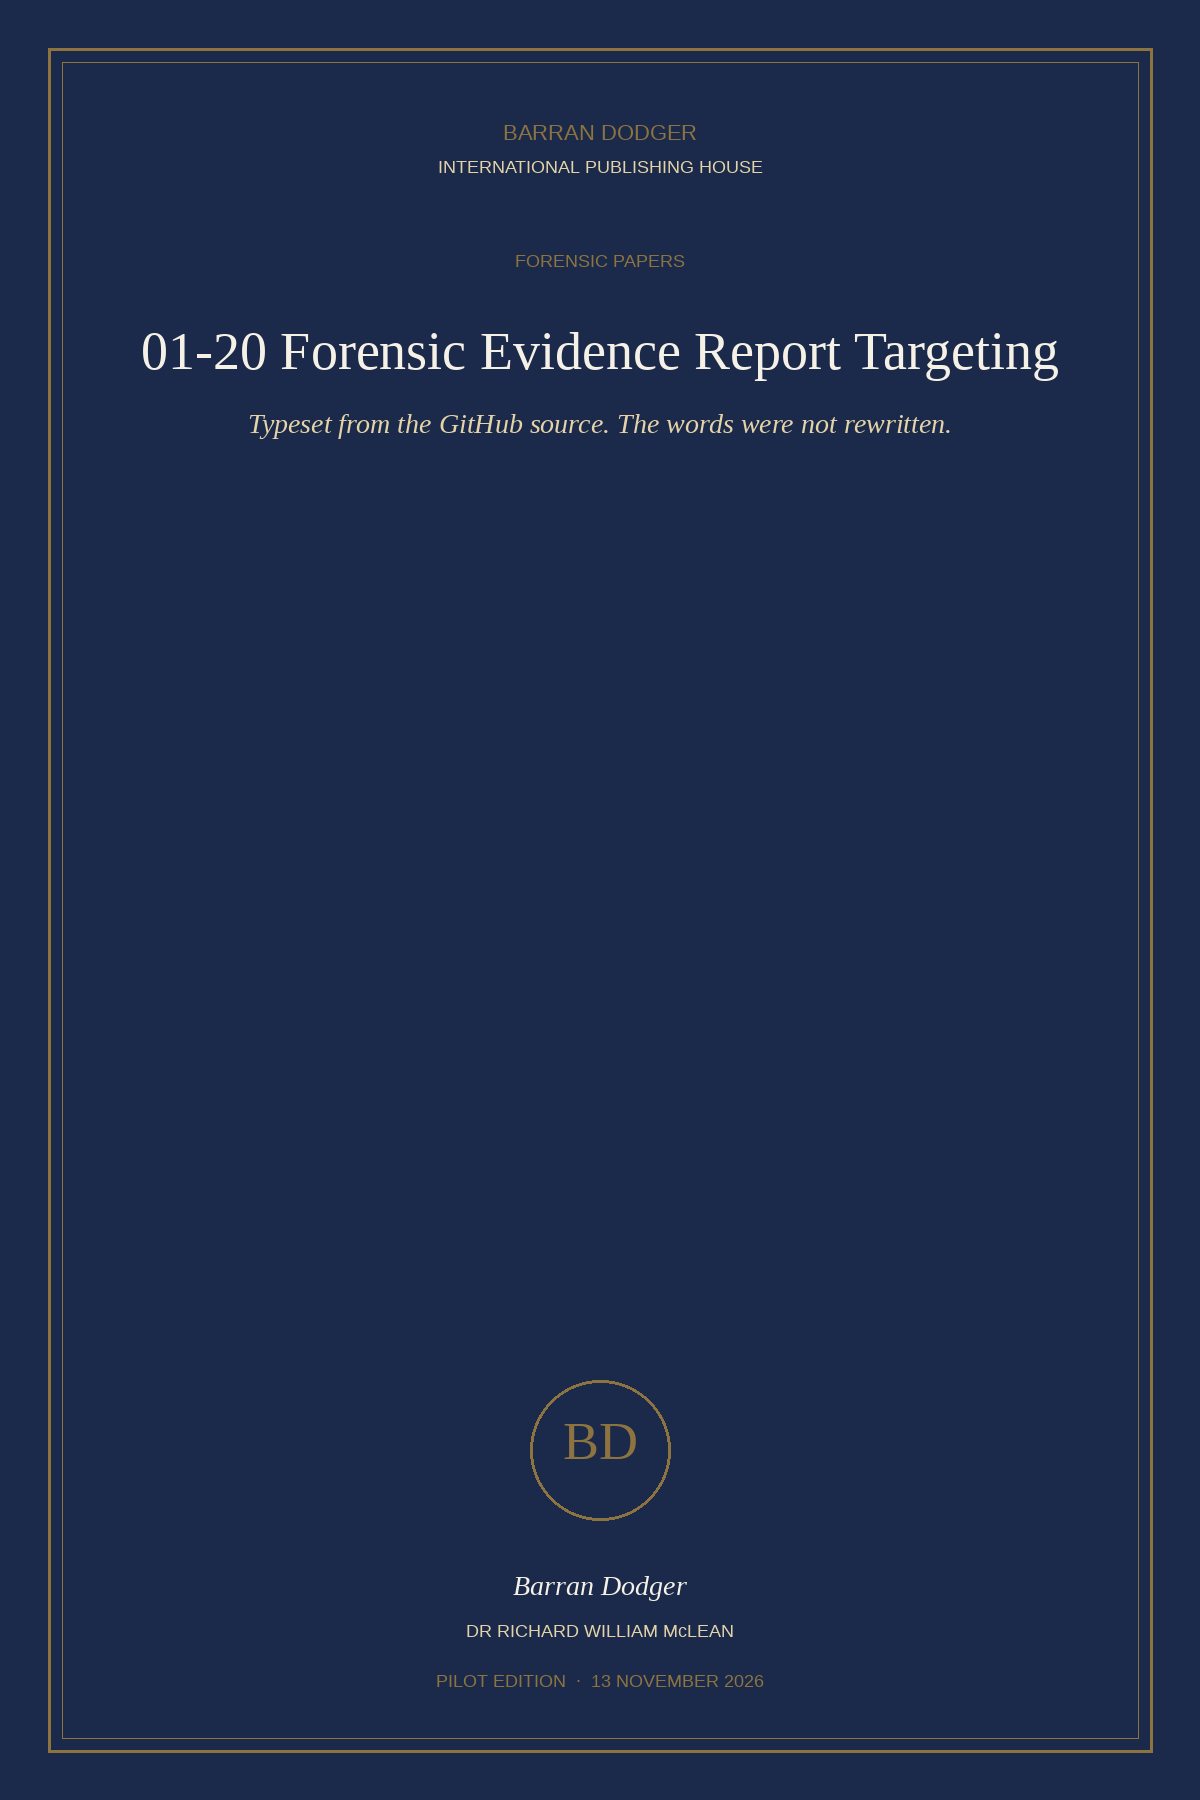 BARRAN DODGER
INTERNATIONAL PUBLISHING HOUSE
FORENSIC PAPERS
01-20 Forensic Evidence Report Targeting
Typeset from the GitHub source. The words were not rewritten.
BD
Barran Dodger
DR RICHARD WILLIAM McLEAN
PILOT EDITION · 13 NOVEMBER 2026